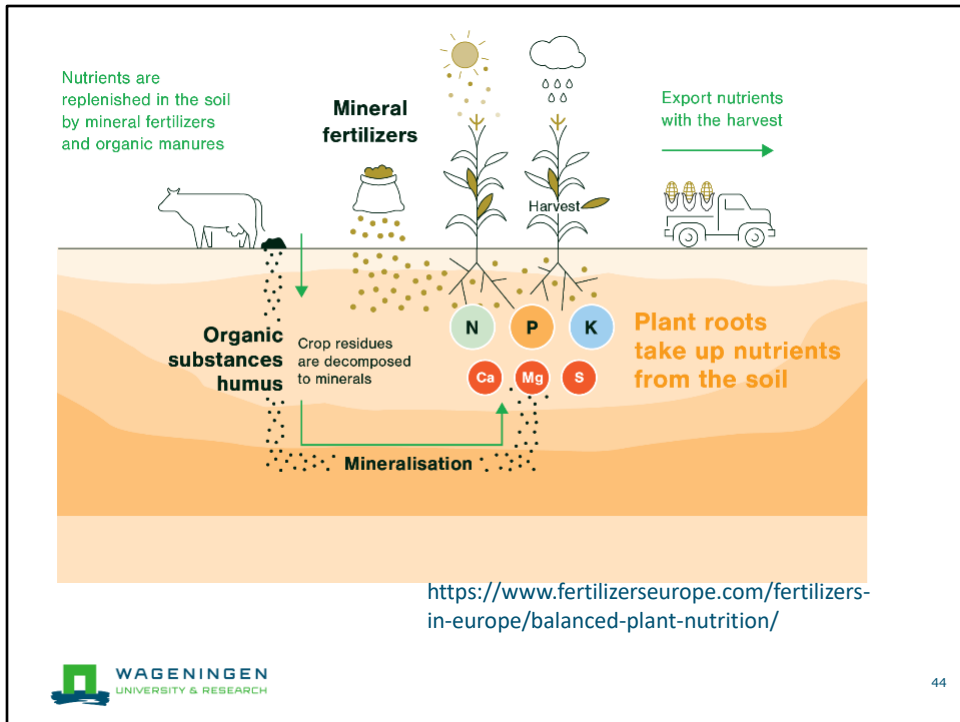 Nutrients are
replenished in the soil
by mineral fertilizers
and organic manures
Mineral
fertilizers
Export nutrients
with the harvest
Harvest
Organic
substances
humus
Crop residues
are decomposed
to minerals
N P K
Ca Mg S
Plant roots
take up nutrients
from the soil
Mineralisation
https://www.fertilizerseurope.com/fertilizers-
in-europe/balanced-plant-nutrition/
WAGENINGEN
UNIVERSITY & RESEARCH
44